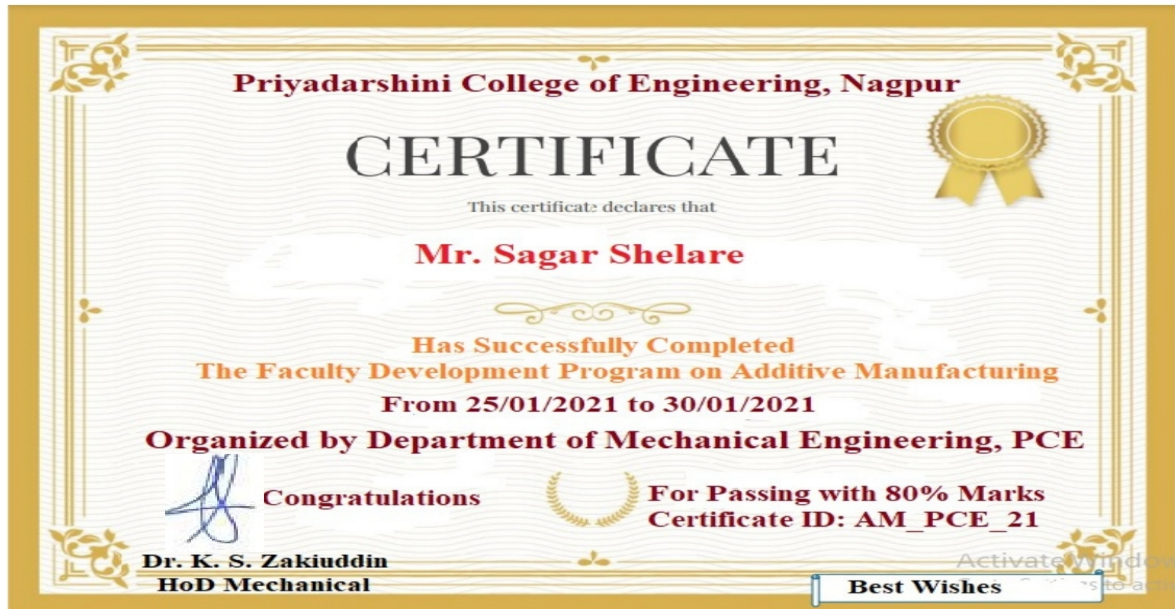 Priyadarshini College of Engineering, Nagpur
CERTIFICATE
This certificate declares that
Mr. Sagar Shelare
Has Successfully Completed
The Faculty Development Program on Additive Manufacturing
From 25/01/2021 to 30/01/2021
Organized by Department of Mechanical Engineering, PCE
Congratulations
For Passing with 80% Marks
Certificate ID: AM_PCE_21
Dr. K. S. Zakiuddin
HoD Mechanical
Activate Window
Best Wishes